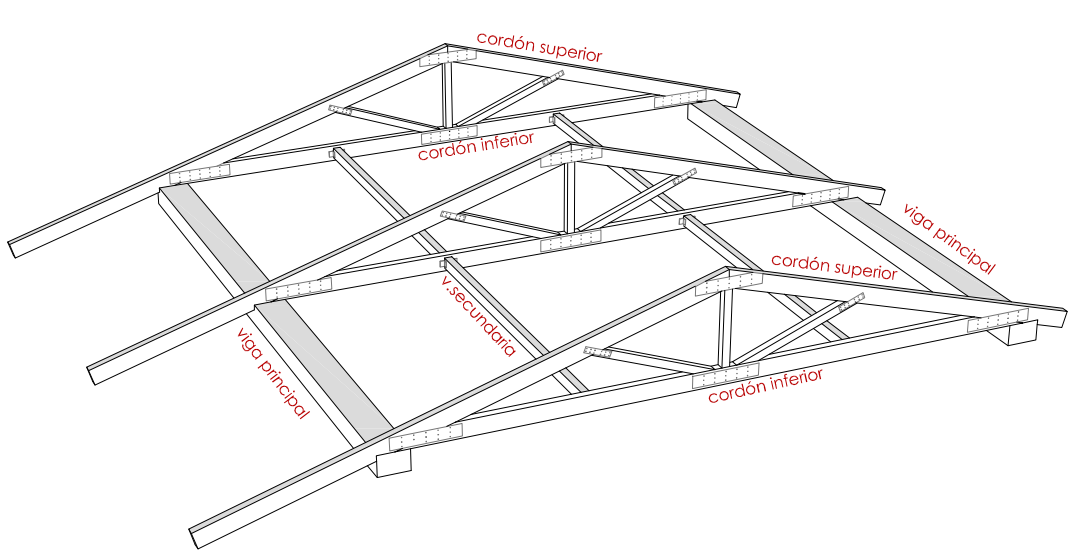 cordón superior
cordón inferior
viga principal
cordón superior
v.secundaria
viga principal
cordón inferior